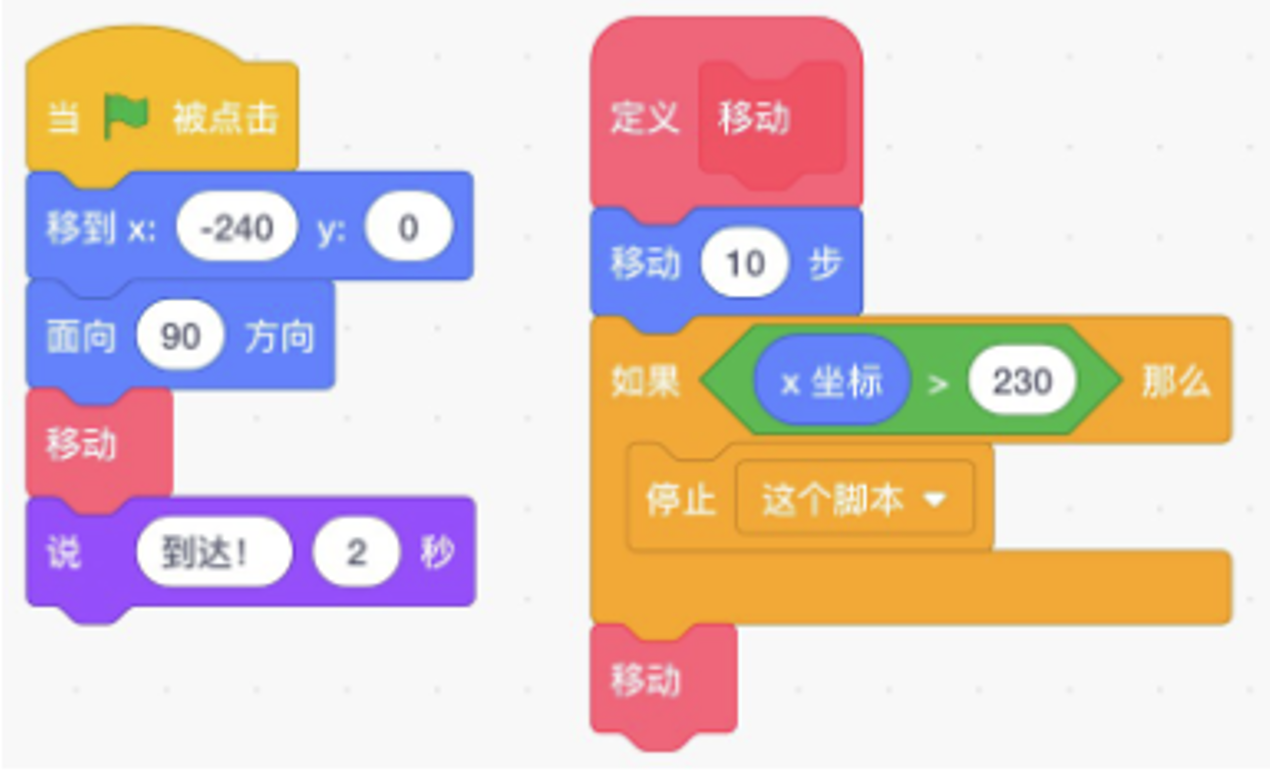 当 被点击
移到 x: -240 y: 0
面向 90 方向
移动
说 到达! 2 秒
定义 移动
移动 10 步
如果 x 坐标 > 230 那么
停止 这个脚本
移动